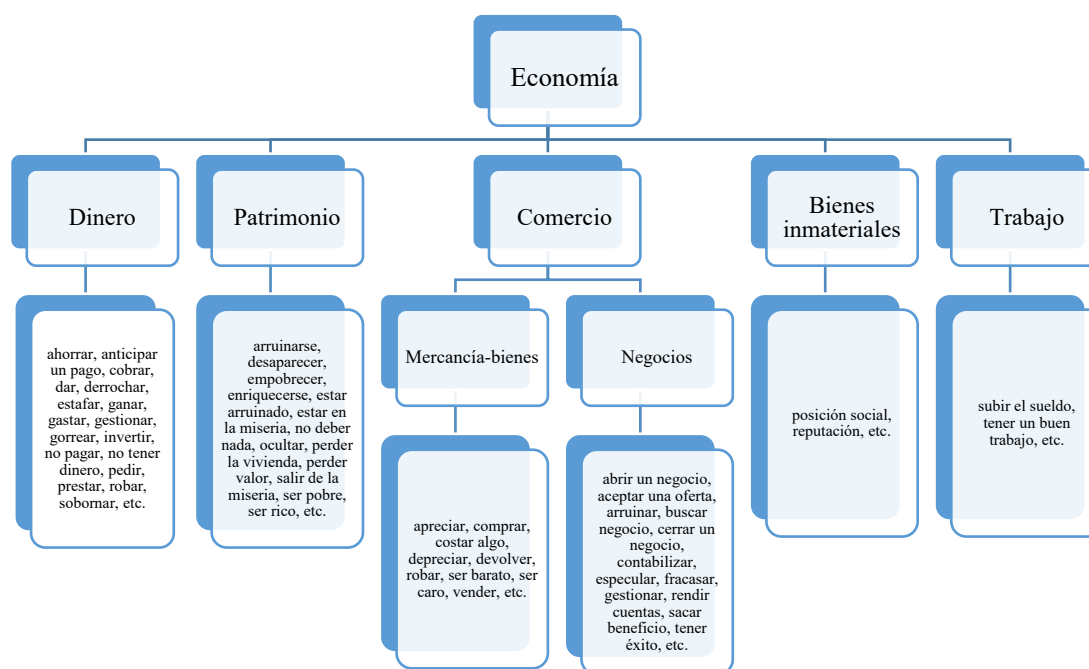 Economía
Dinero
Patrimonio
Comercio
Bienes
inmateriales
Trabajo
ahorrar, anticipar
un pago, cobrar,
dar, derrochar,
estafar, ganar,
gastar, gestionar,
gorrear, invertir,
no pagar, no tener
dinero, pedir,
prestar, robar,
sobornar, etc.
arruinarse,
desaparecer,
empobrecer,
enriquecerse, estar
arruinado, estar en
la miseria, no deber
nada, ocultar, perder
la vivienda, perder
valor, salir de la
miseria, ser pobre,
ser rico, etc.
Mercancía-bienes
apreciar, comprar,
costar algo,
depreciar, devolver,
robar, ser barato, ser
caro, vender, etc.
Negocios
abrir un negocio,
aceptar una oferta,
arruinar, buscar
negocio, cerrar un
negocio,
contabilizar,
especular, fracasar,
gestionar, rendir
cuentas, sacar
beneficio, tener
éxito, etc.
posición social,
reputación, etc.
subir el sueldo,
tener un buen
trabajo, etc.